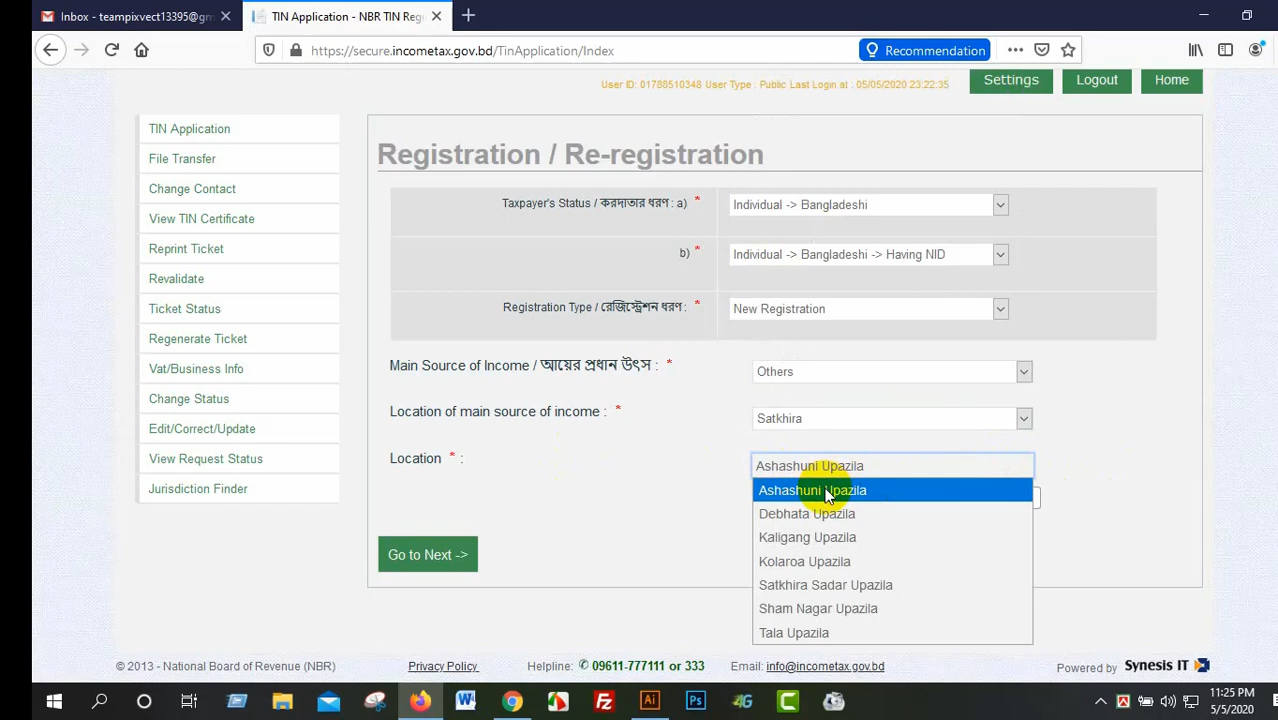 Inbox - teampixvect13395@gm
TIN Application - NBR TIN Reg
https://secure.incometax.gov.bd/TinApplication/Index
Recommendation
User ID: 01788510348 User Type : Public Last Login at : 05/05/2020 23:22:35
Settings
Logout
Home
TIN Application
File Transfer
Change Contact
View TIN Certificate
Reprint Ticket
Revalidate
Ticket Status
Regenerate Ticket
Vat/Business Info
Change Status
Edit/Correct/Update
View Request Status
Jurisdiction Finder
Registration / Re-registration
Taxpayer's Status / করদাতার ধরণ : a) *
Individual -> Bangladeshi
b) *
Individual -> Bangladeshi -> Having NID
Registration Type / রেজিস্ট্রেশন ধরণ : *
New Registration
Main Source of Income / আয়ের প্রধান উৎস : *
Others
Location of main source of income : *
Satkhira
Location * :
Ashashuni Upazila
Ashashuni Upazila
Debhata Upazila
Kaligang Upazila
Kolaroa Upazila
Satkhira Sadar Upazila
Sham Nagar Upazila
Tala Upazila
Go to Next ->
© 2013 - National Board of Revenue (NBR)
Privacy Policy
Helpline: ✆ 09611-777111 or 333
Email: info@incometax.gov.bd
Powered by Synesis IT
11:25 PM
5/5/2020